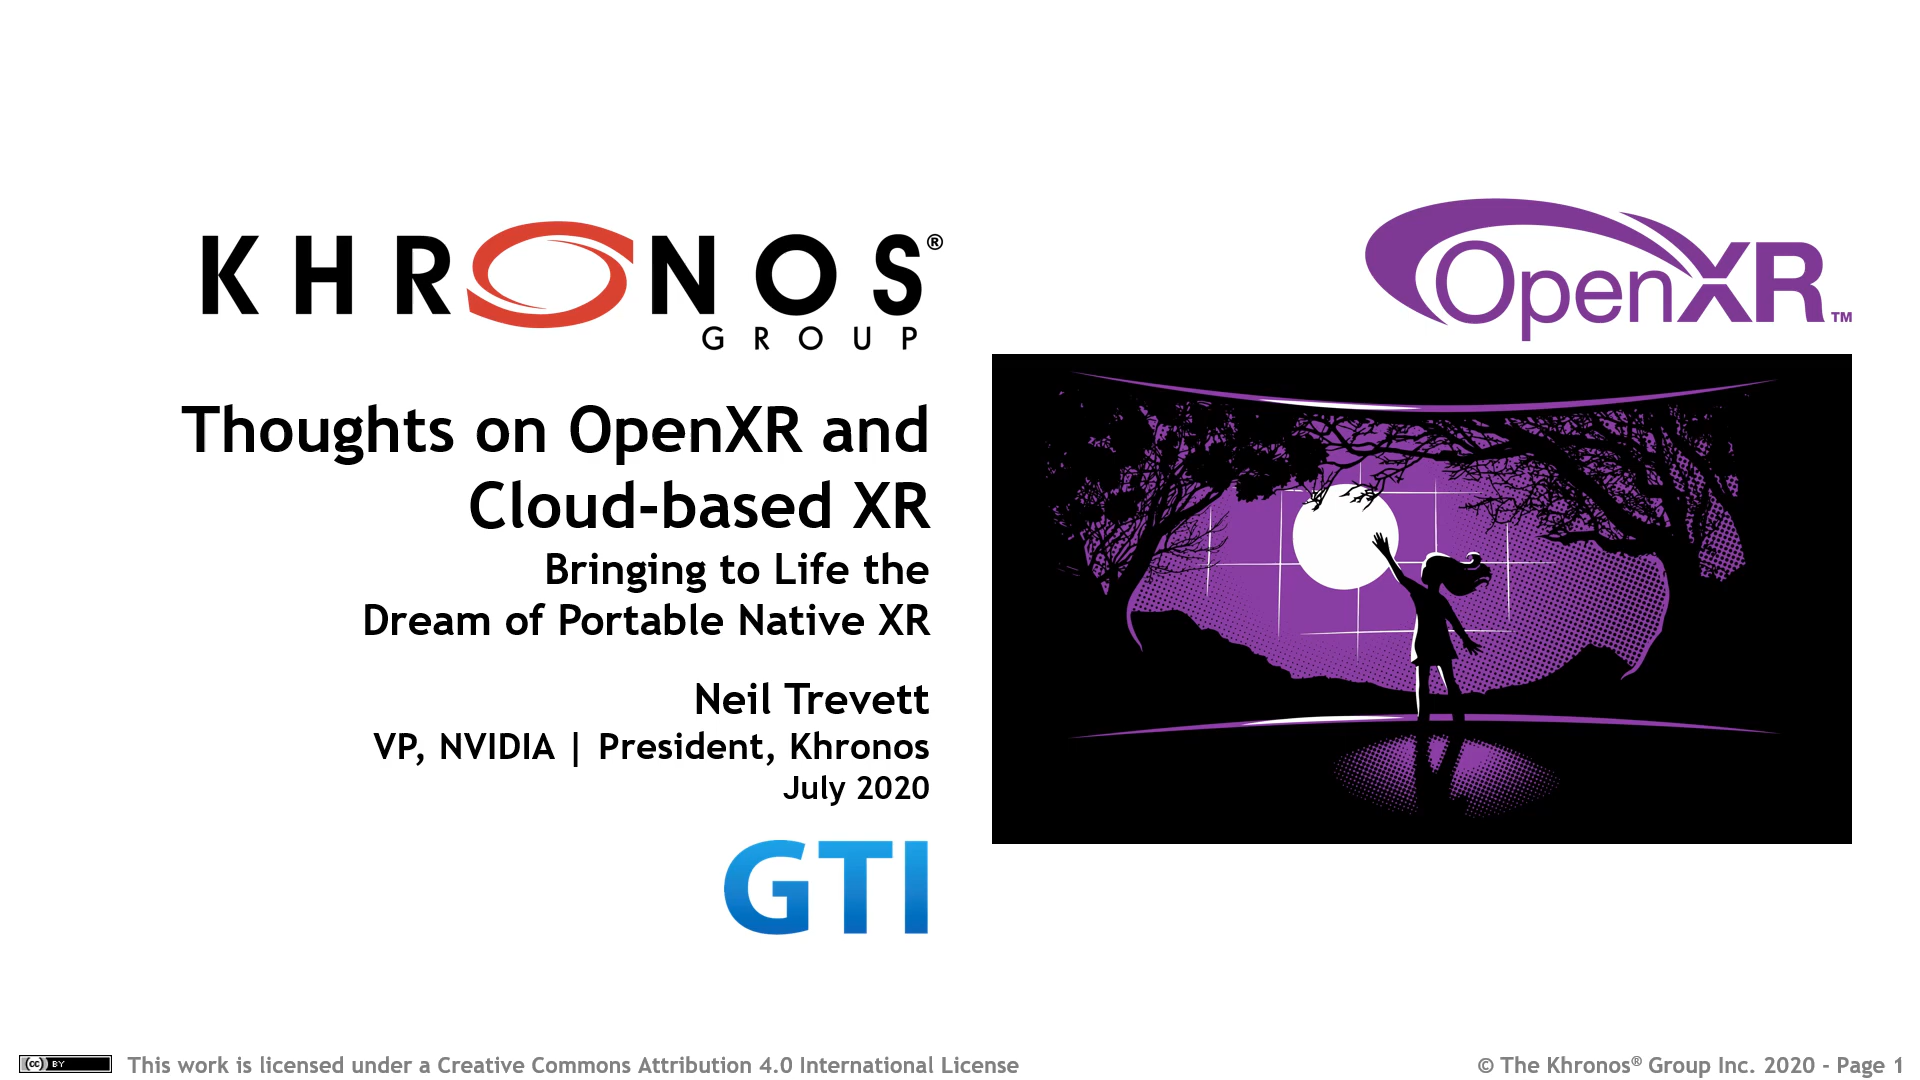 KHRONOS®
GROUP
Thoughts on OpenXR and
Cloud-based XR
Bringing to Life the
Dream of Portable Native XR
Neil Trevett
VP, NVIDIA | President, Khronos
July 2020
GTI
OpenXR™
cc BY
This work is licensed under a Creative Commons Attribution 4.0 International License
© The Khronos® Group Inc. 2020 - Page 1